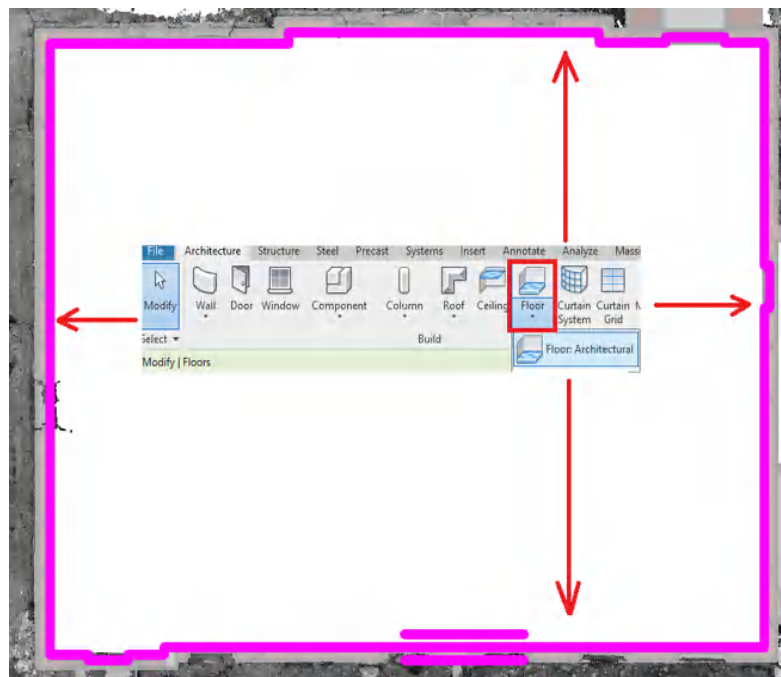 File Architecture Structure Steel Precast Systems Insert Annotate Analyze Massi
Modify Wall Door Window Component Column Roof Ceiling Floor Curtain System Curtain Grid
Select Build
Floor: Architectural
Modify | Floors